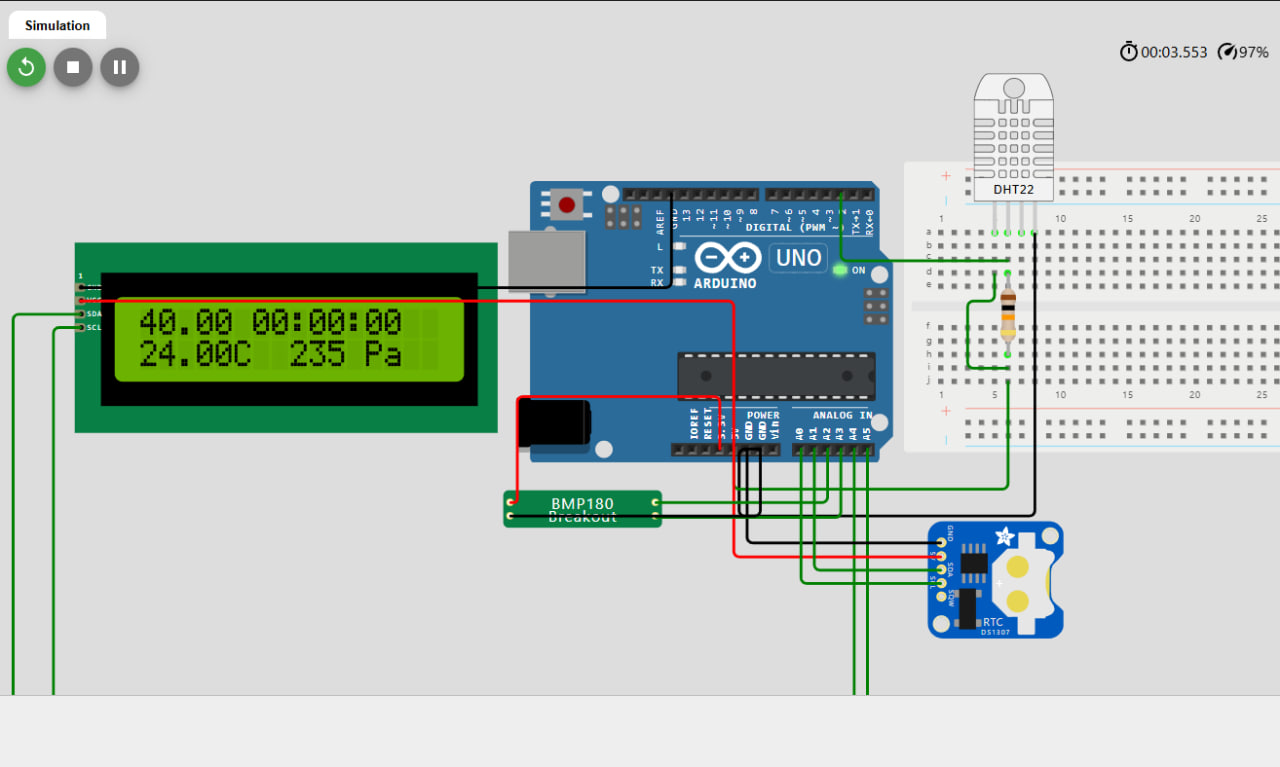 Simulation
00:03.553 97%
DHT22
1 5 10 15 20 25
a
b
c
d
e
f
g
h
i
j
1 5 10 15 20 25
AREF
GND
13
12
~11
~10
~9
8
7
~6
~5
4
~3
2
TX→1
RX←0
DIGITAL (PWM ~)
L
TX
RX
UNO
ON
ARDUINO
1
SDA
SCL
40.00 00:00:00
24.00C 235 Pa
POWER
ANALOG IN
IOREF
RESET
3.3V
5V
GND
GND
Vin
A0
A1
A2
A3
A4
A5
BMP180
Breakout
GND
SDA
SQW
RTC
DS1307